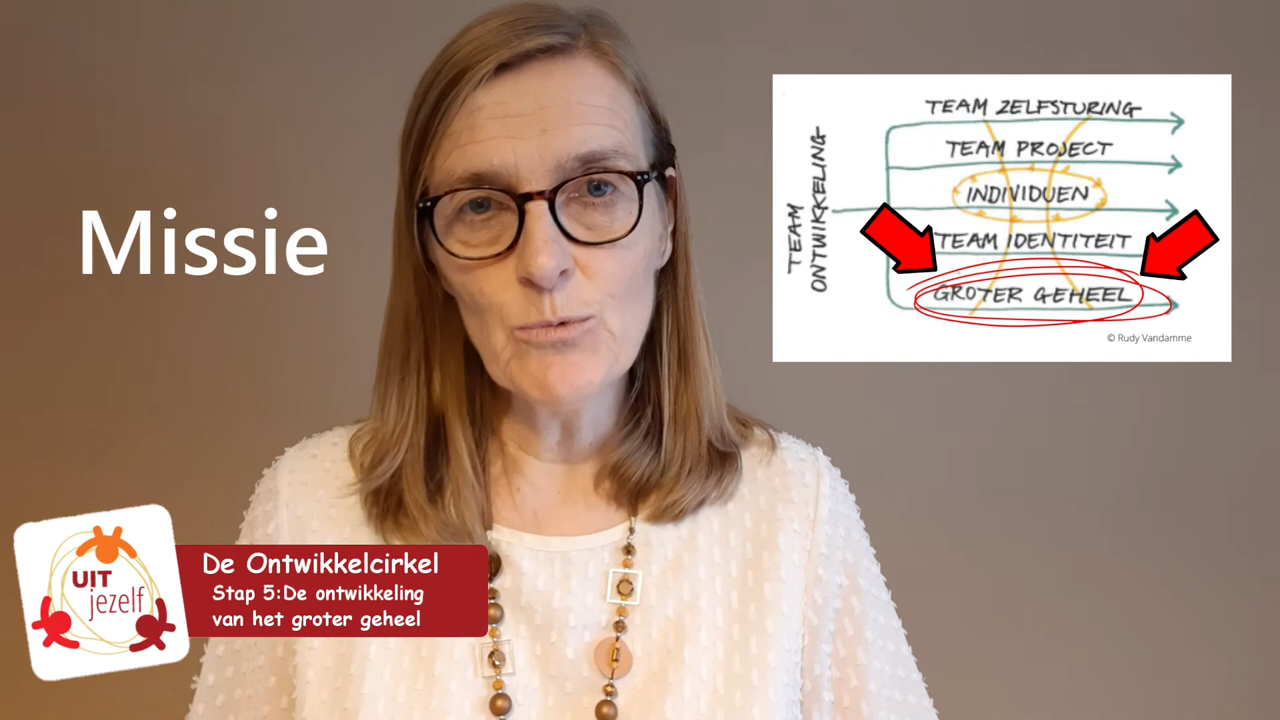 Missie
TEAM ONTWIKKELING
TEAM ZELFSTURING
TEAM PROJECT
INDIVIDUEN
TEAM IDENTITEIT
GROTER GEHEEL
© Rudy Vandamme
UIT
jezelf
De Ontwikkelcirkel
Stap 5:De ontwikkeling
van het groter geheel